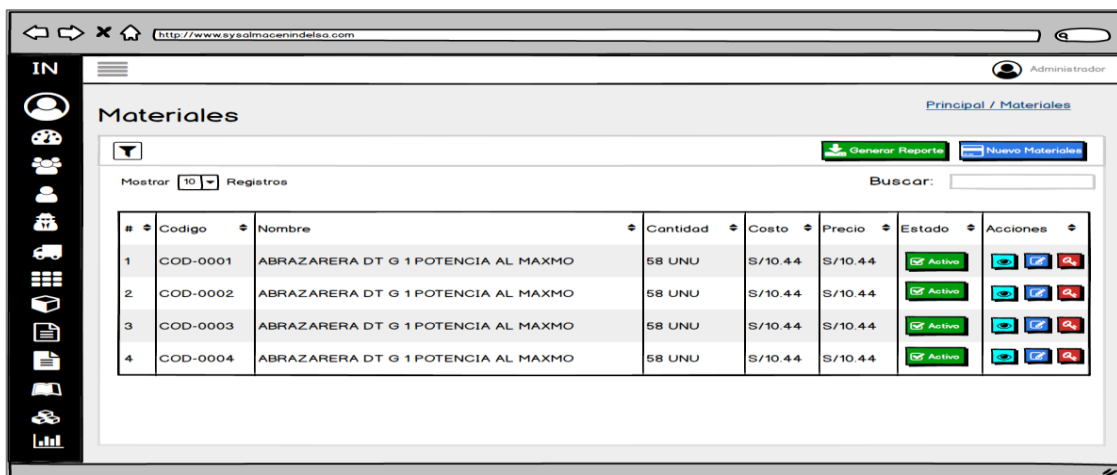 http://www.sysalmacenindelsa.com
IN
Administrador
Materiales
Principal / Materiales
Generar Reporte
Nuevo Materiales
Mostrar 10 Registros
Buscar:
# Codigo Nombre Cantidad Costo Precio Estado Acciones
1 COD-0001 ABRAZARERA DT G 1 POTENCIA AL MAXMO 58 UNU S/10.44 S/10.44 Activo
2 COD-0002 ABRAZARERA DT G 1 POTENCIA AL MAXMO 58 UNU S/10.44 S/10.44 Activo
3 COD-0003 ABRAZARERA DT G 1 POTENCIA AL MAXMO 58 UNU S/10.44 S/10.44 Activo
4 COD-0004 ABRAZARERA DT G 1 POTENCIA AL MAXMO 58 UNU S/10.44 S/10.44 Activo